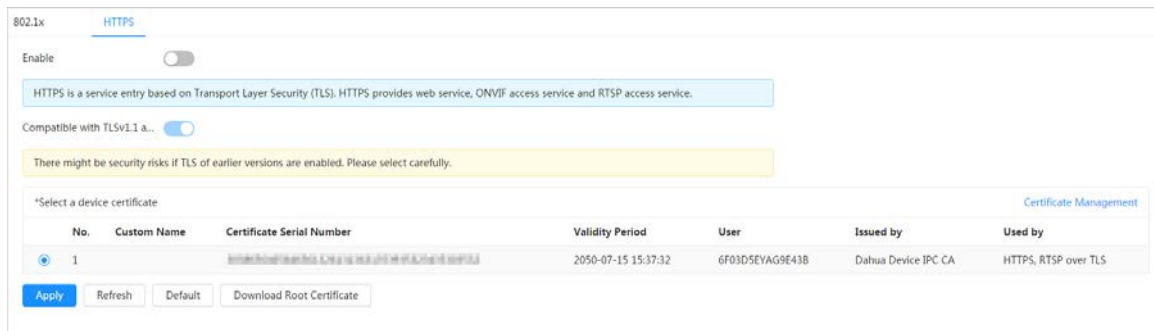 802.1x HTTPS
Enable
HTTPS is a service entry based on Transport Layer Security (TLS). HTTPS provides web service, ONVIF access service and RTSP access service.
Compatible with TLSv1.1 a...
There might be security risks if TLS of earlier versions are enabled. Please select carefully.
*Select a device certificate Certificate Management
No. Custom Name Certificate Serial Number Validity Period User Issued by Used by
1 2050-07-15 15:37:32 6F03D5EYAG9E43B Dahua Device IPC CA HTTPS, RTSP over TLS
Apply Refresh Default Download Root Certificate